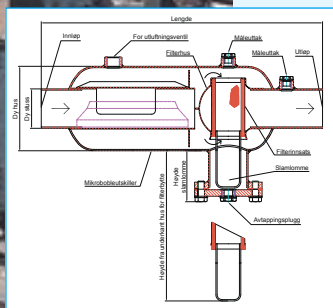 Lengde
Innløp
For utluftningsventil
Måleuttak
Filterhus
Måleuttak
Utløp
Dy hus
Dy stuss
Filterinnsats
Slamlomme
Mikrobobleutskiller
Høyde
slamlomme
Avtappingsplugg
Høyde fra underkant hus for filterbytte